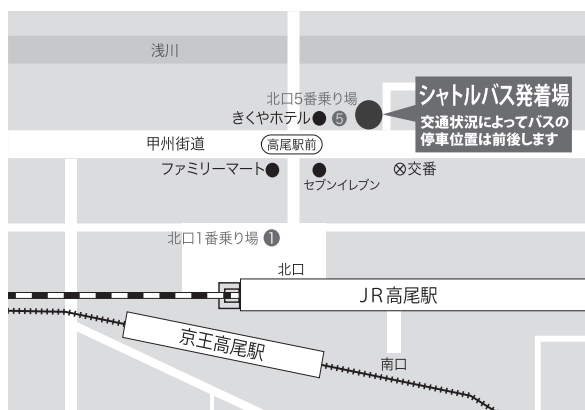 浅川
北口5番乗り場
きくやホテル
5
シャトルバス発着場
交通状況によってバスの
停車位置は前後します
甲州街道
高尾駅前
ファミリーマート
セブンイレブン
交番
北口1番乗り場
1
北口
JR高尾駅
京王高尾駅
南口